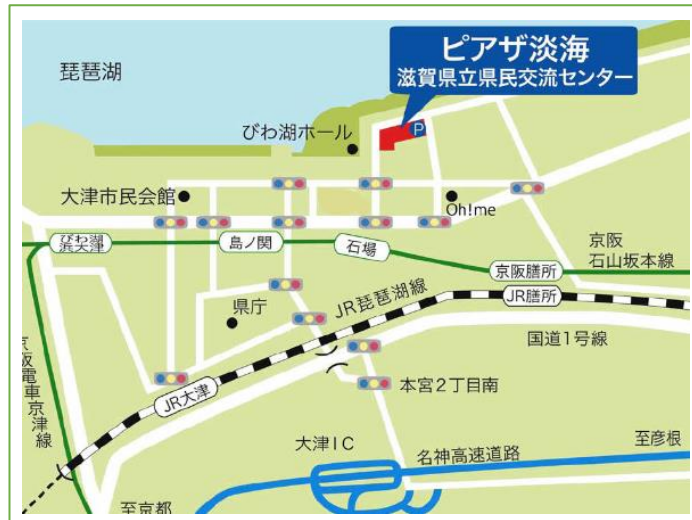 ピアザ淡海
滋賀県立県民交流センター
琵琶湖
P
びわ湖ホール
大津市民会館
Oh!me
びわ湖
浜大津
島ノ関
石場
京阪膳所
京阪
石山坂本線
JR琵琶湖線
JR膳所
県庁
国道1号線
本宮2丁目南
JR大津
京阪電車京津線
大津IC
名神高速道路
至彦根
至京都